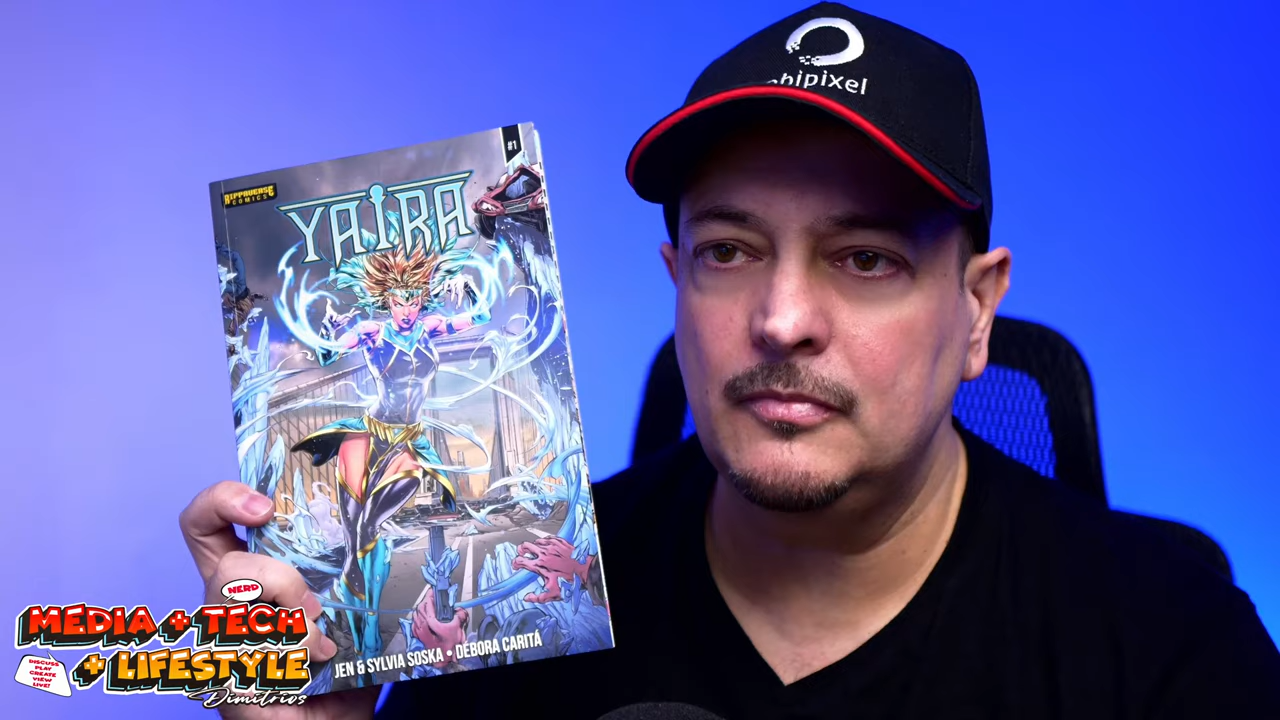 phipixel
#1
RIPPAVERSE
COMICS
YAIRA
JEN & SYLVIA SOSKA • DÉBORA CARITÁ
NERD
MEDIA + TECH
+ LIFESTYLE
DISCUSS
PLAY
CREATE
VIEW
LIVE!
Dimitrios